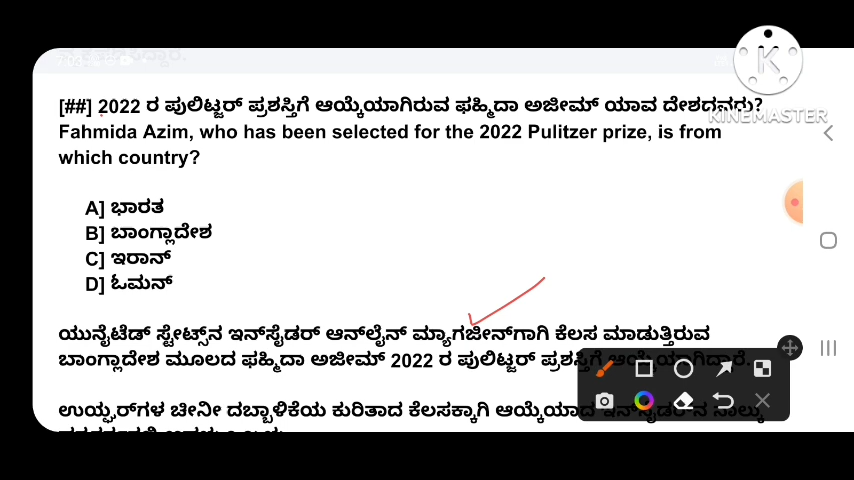 KINEMASTER
[##] 2022 ರ ಪುಲಿಟ್ಜರ್ ಪ್ರಶಸ್ತಿಗೆ ಆಯ್ಕೆಯಾಗಿರುವ ಫಹ್ಮಿದಾ ಅಜೀಮ್ ಯಾವ ದೇಶದವರು?
Fahmida Azim, who has been selected for the 2022 Pulitzer prize, is from
which country?
A] ಭಾರತ
B] ಬಾಂಗ್ಲಾದೇಶ
C] ಇರಾನ್
D] ಓಮನ್
ಯುನೈಟೆಡ್ ಸ್ಟೇಟ್ಸ್‌ನ ಇನ್‌ಸೈಡರ್ ಆನ್‌ಲೈನ್ ಮ್ಯಾಗಜೀನ್‌ಗಾಗಿ ಕೆಲಸ ಮಾಡುತ್ತಿರುವ
ಬಾಂಗ್ಲಾದೇಶ ಮೂಲದ ಫಹ್ಮಿದಾ ಅಜೀಮ್ 2022 ರ ಪುಲಿಟ್ಜರ್ ಪ್ರಶಸ್ತಿಗೆ
ಉಯ್ಘರ್‌ಗಳ ಚೀನೀ ದಬ್ಬಾಳಿಕೆಯ ಕುರಿತಾದ ಕೆಲಸಕ್ಕಾಗಿ ಆಯ್ಕೆಯಾದ